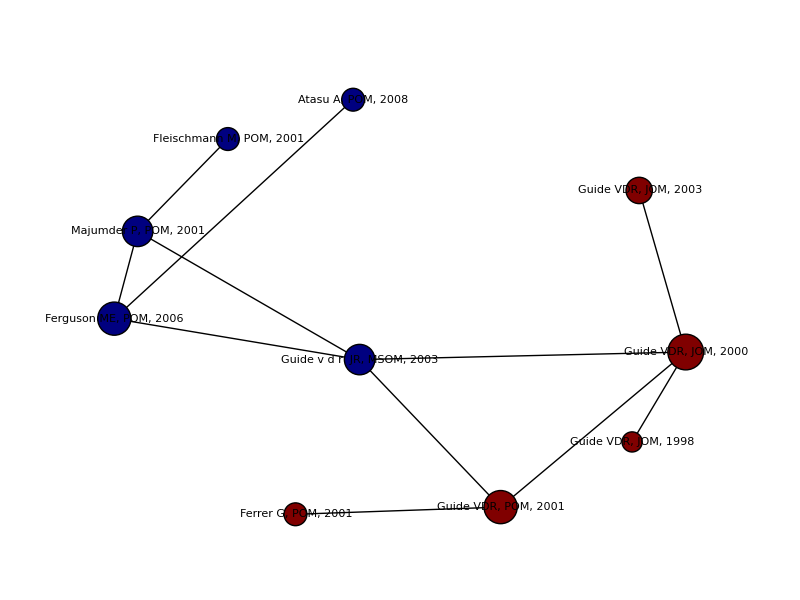 Atasu A, POM, 2008
Fleischmann M, POM, 2001
Guide VDR, JOM, 2003
Majumder P, POM, 2001
Ferguson ME, POM, 2006
Guide VDR, JOM, 2000
Guide v d r MSOM, 2003
Guide VDR, JOM, 1998
Guide VDR, POM, 2001
Ferrer G, POM, 2001